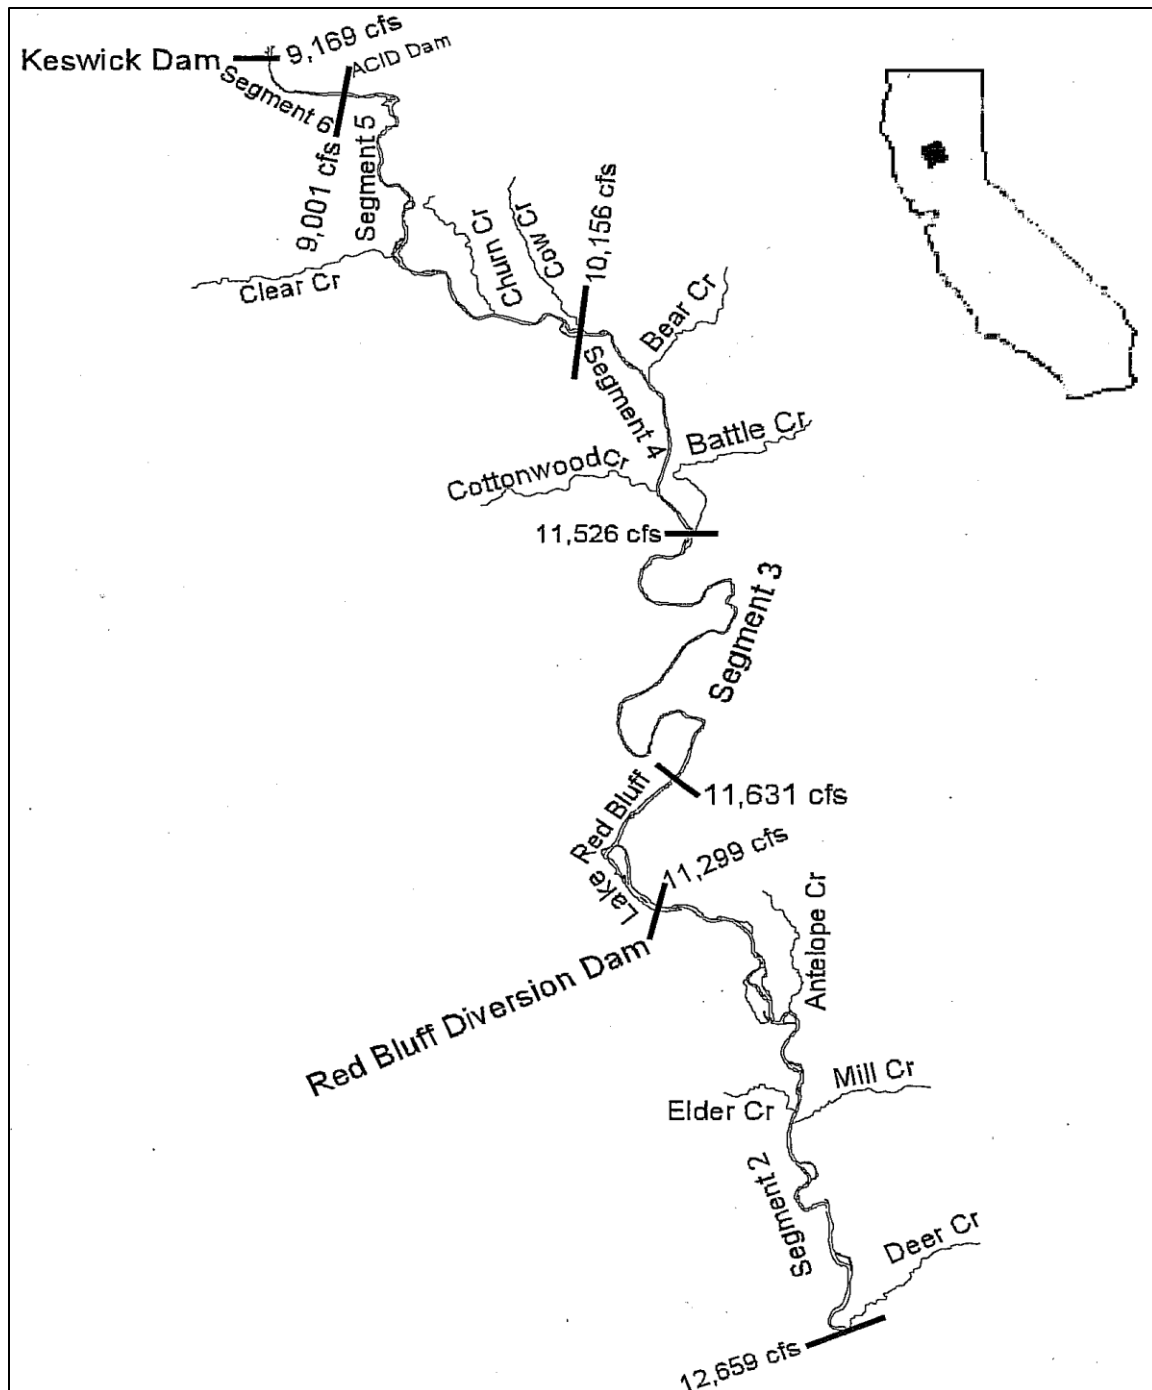 9,169 cfs
Keswick Dam
ACID Dam
Segment 6
9,001 cfs
Segment 5
10,156 cfs
Cow Cr
Churn Cr
Clear Cr
Bear Cr
Segment 4
Battle Cr
Cottonwood Cr
11,526 cfs
Segment 3
11,631 cfs
Lake Red Bluff
11,299 cfs
Red Bluff Diversion Dam
Antelope Cr
Mill Cr
Elder Cr
Segment 2
Deer Cr
12,659 cfs